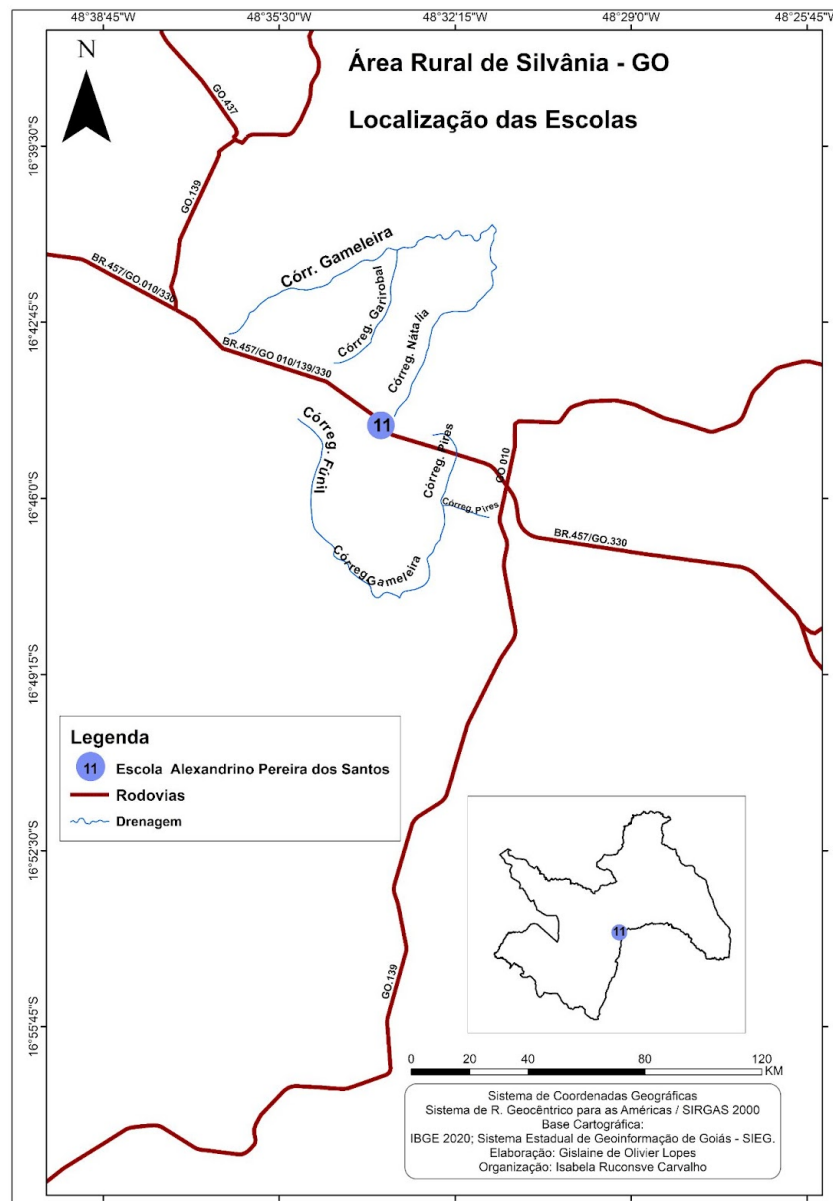 48°38'45"W
48°35'30"W
48°32'15"W
48°29'0"W
48°25'45"W
N
Área Rural de Silvânia - GO
Localização das Escolas
GO.437
16°39'30"S
GO.139
Córr. Gameleira
BR.457/GO.010/330
Córreg. Garirobal
16°42'45"S
Córreg. Nátalia
BR.457/GO 010/139/330
11
Córreg. Fúnil
Córreg. Pires
GO 010
16°46'0"S
Córreg. Pires
BR.457/GO.330
Córreg.Gameleira
16°49'15"S
Legenda
11 Escola Alexandrino Pereira dos Santos
Rodovias
Drenagem
16°52'30"S
11
GO.139
16°55'45"S
0 20 40 80 120
KM
Sistema de Coordenadas Geográficas
Sistema de R. Geocêntrico para as Américas / SIRGAS 2000
Base Cartográfica:
IBGE 2020; Sistema Estadual de Geoinformação de Goiás - SIEG.
Elaboração: Gislaine de Olivier Lopes
Organização: Isabela Ruconsve Carvalho